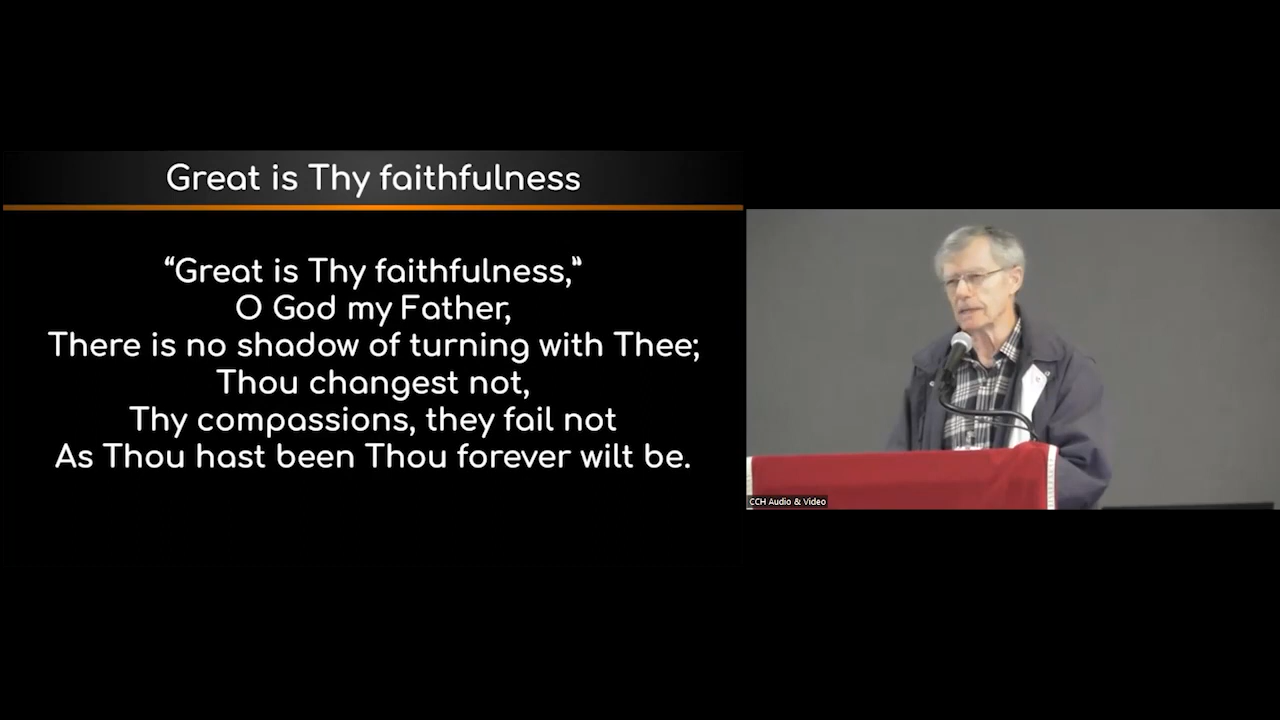 Great is Thy faithfulness
“Great is Thy faithfulness,”
O God my Father,
There is no shadow of turning with Thee;
Thou changest not,
Thy compassions, they fail not
As Thou hast been Thou forever wilt be.
CCH Audio & Video